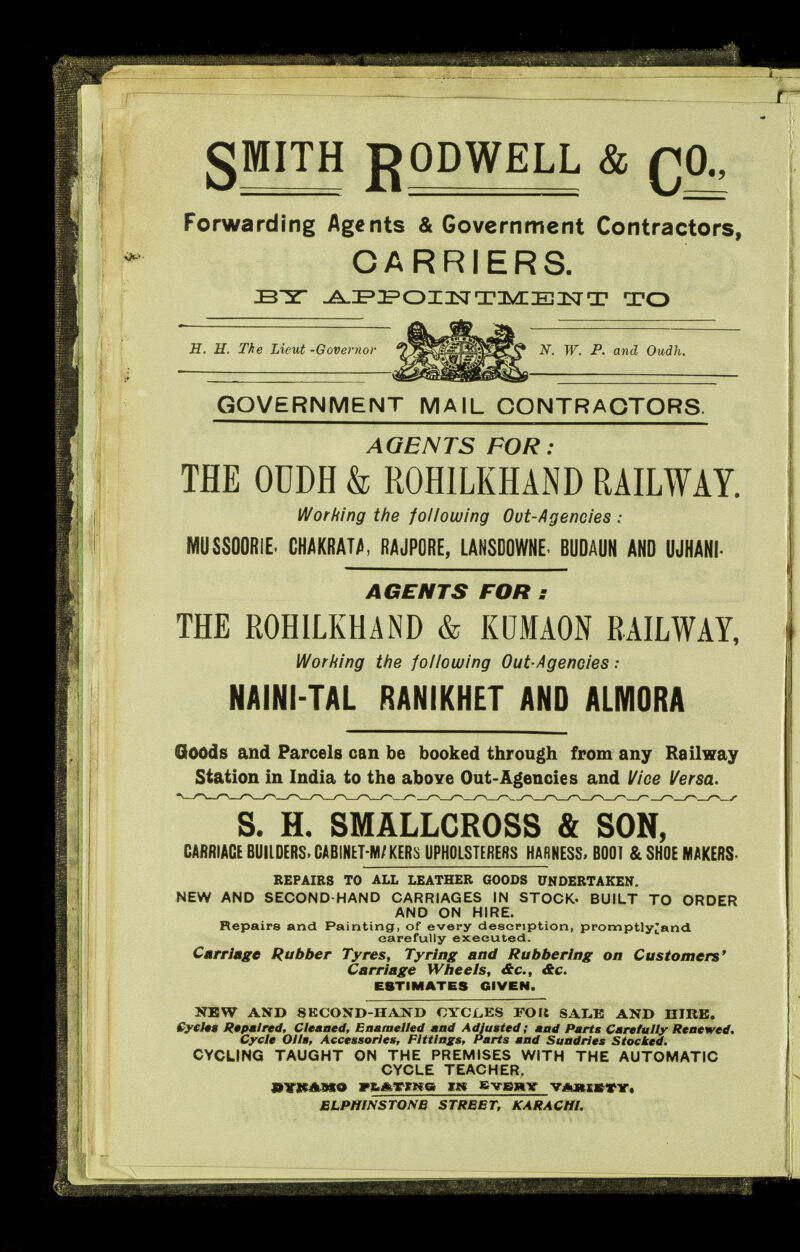 SMITH RODWELL & CO.,
Forwarding Agents & Government Contractors,
CARRIERS.
BY APPOINTMENT TO
H. H. The Lieut-Governor N. W. P. and Oudh.
GOVERNMENT MAIL CONTRACTORS.
AGENTS FOR:
THE OUDH & ROHILKHAND RAILWAY.
Working the following Out-Agencies:
MUSSOORIE, CHAKRATA, RAJPORE, LANSDOWNE, BUDAUN AND UJHANI.
AGENTS FOR:
THE ROHILKHAND & KUMAON RAILWAY,
Working the following Out-Agencies:
NAINI-TAL RANIKHET AND ALMORA
Goods and Parcels can be booked through from any Railway
Station in India to the above Out-Agencies and Vice Versa.
S. H. SMALLCROSS & SON,
CARRIAGE BUILDERS, CABINET-MAKERS UPHOLSTERERS HARNESS, BOOT & SHOE MAKERS.
REPAIRS TO ALL LEATHER GOODS UNDERTAKEN.
NEW AND SECOND-HAND CARRIAGES IN STOCK. BUILT TO ORDER
AND ON HIRE.
Repairs and Painting, of every description, promptly and
carefully executed.
Carriage Rubber Tyres, Tyring and Rubbering on Customers'
Carriage Wheels, &c., &c.
ESTIMATES GIVEN.
NEW AND SECOND-HAND CYCLES FOR SALE AND HIRE.
Cycles Repaired, Cleaned, Enamelled and Adjusted; and Parts Carefully Renewed.
Cycle Oils, Accessories, Fittings, Parts and Sundries Stocked.
CYCLING TAUGHT ON THE PREMISES WITH THE AUTOMATIC
CYCLE TEACHER.
DYNAMO PLATING IN EVERY VARIETY.
ELPHINSTONE STREET, KARACHI.